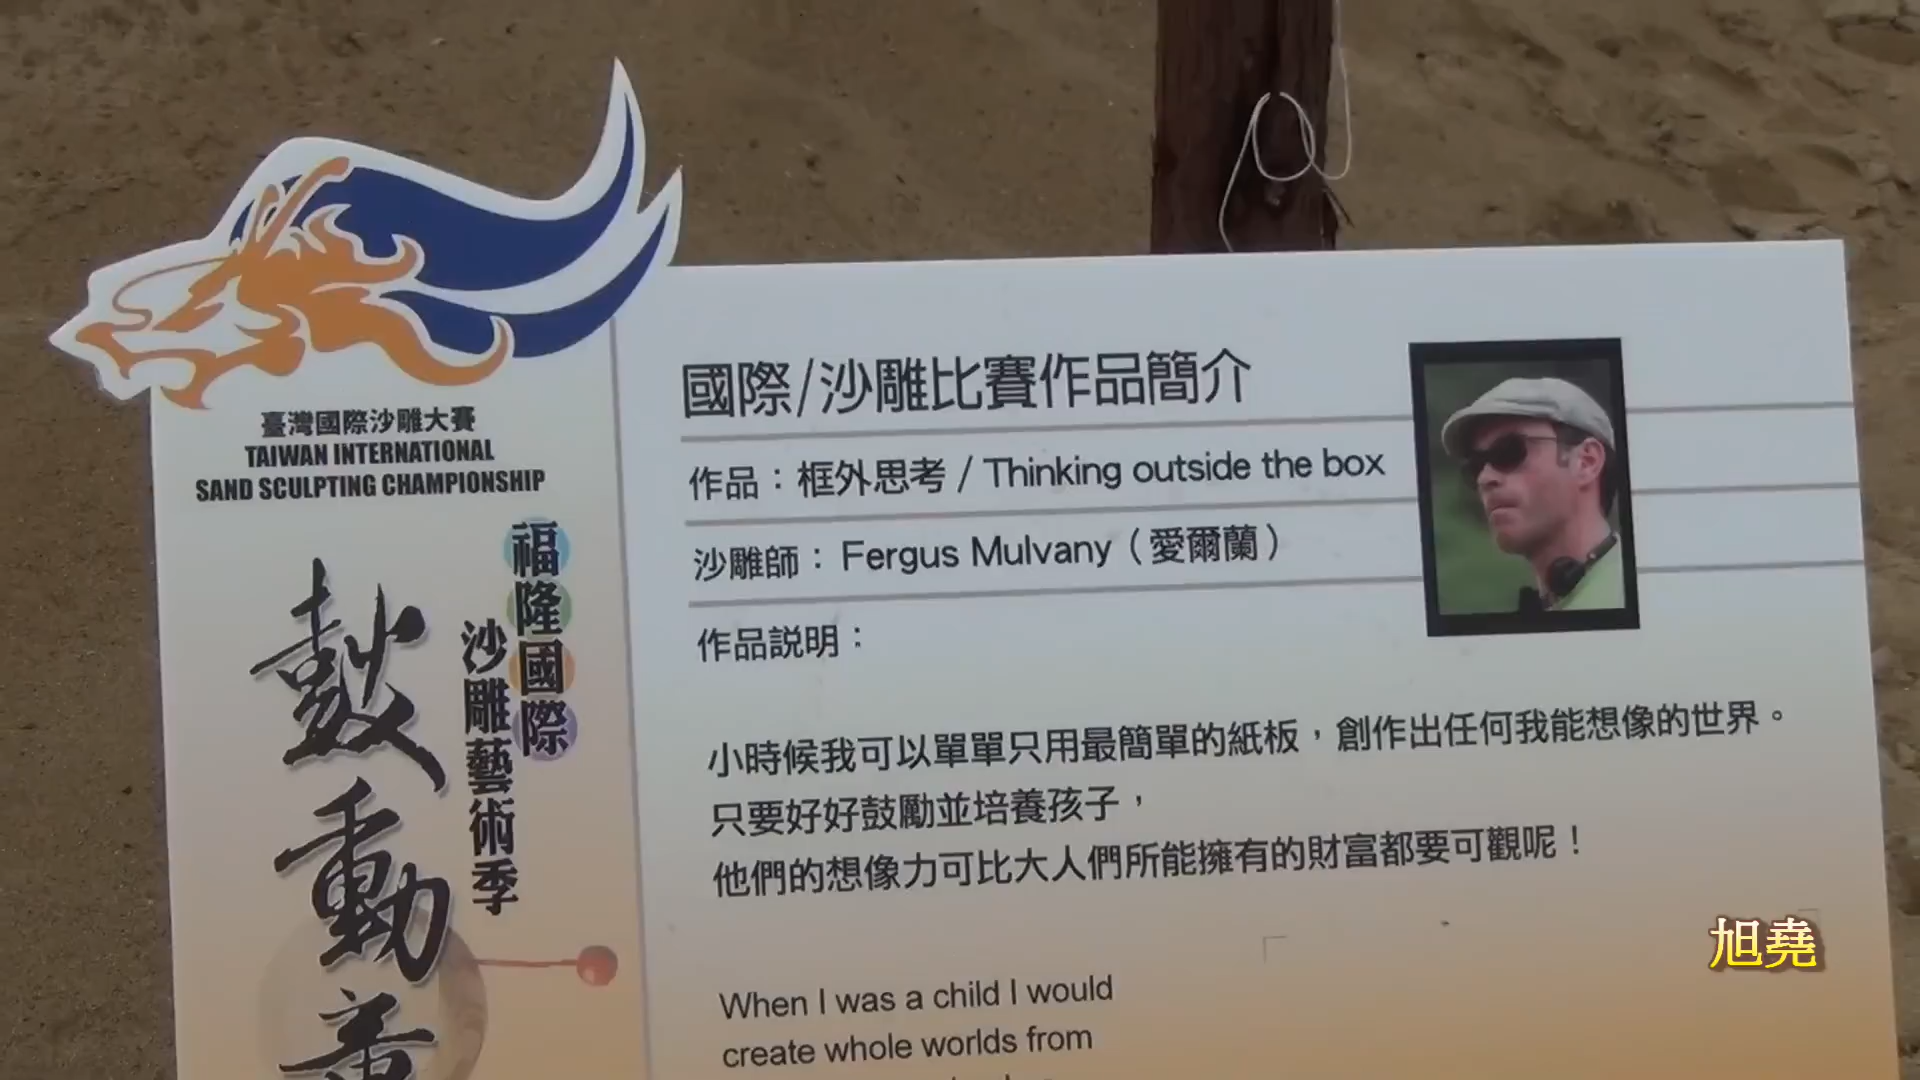 臺灣國際沙雕大賽
TAIWAN INTERNATIONAL
SAND SCULPTING CHAMPIONSHIP
福隆國際
沙雕藝術季
鼓動
國際/沙雕比賽作品簡介
作品：框外思考 / Thinking outside the box
沙雕師：Fergus Mulvany（愛爾蘭）
作品説明：
小時候我可以單單只用最簡單的紙板，創作出任何我能想像的世界。
只要好好鼓勵並培養孩子，
他們的想像力可比大人們所能擁有的財富都要可觀呢！
When I was a child I would
create whole worlds from
旭堯